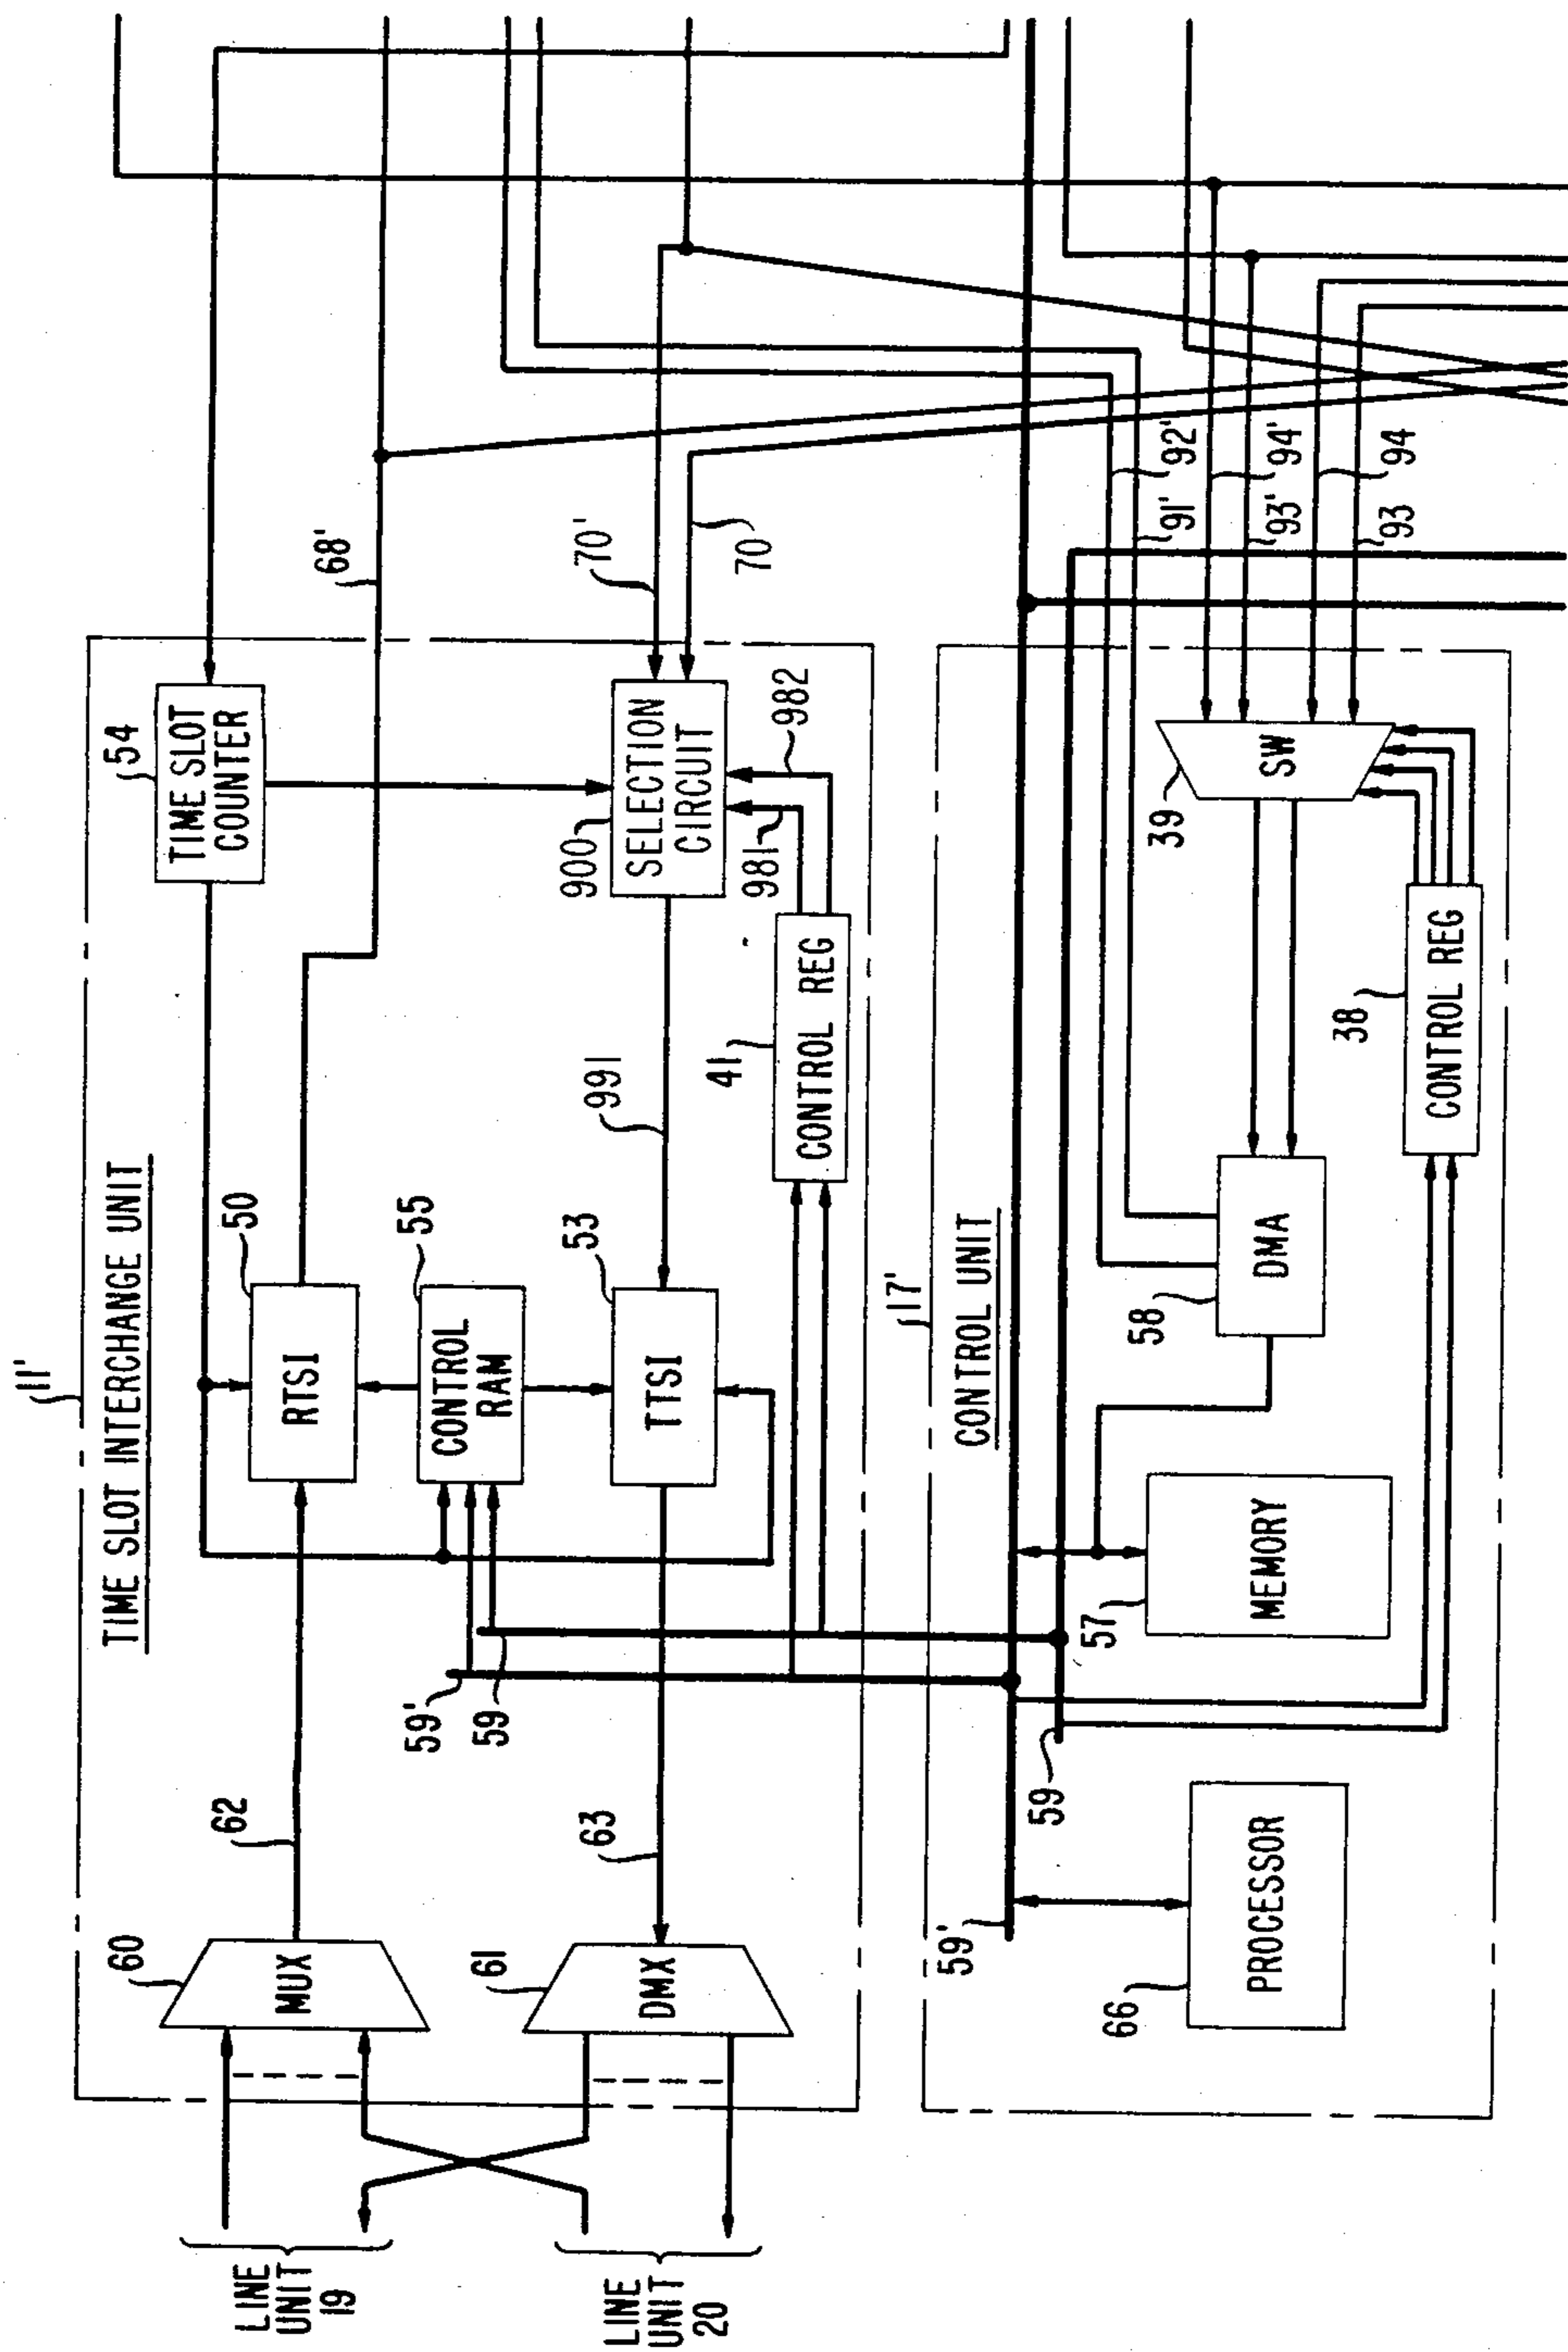 11'
TIME SLOT INTERCHANGE UNIT
LINE
UNIT
19
LINE
UNIT
20
60
MUX
61
DMX
62
63
59'
59
50
RTSI
55
CONTROL
RAM
53
TTSI
991
41
CONTROL REG
54
TIME SLOT
COUNTER
900
SELECTION
CIRCUIT
981
982
68'
70'
70
17'
CONTROL UNIT
59'
59
66
PROCESSOR
57
MEMORY
58
DMA
38
CONTROL REG
39
SW
91'
92'
93'
94'
93
94